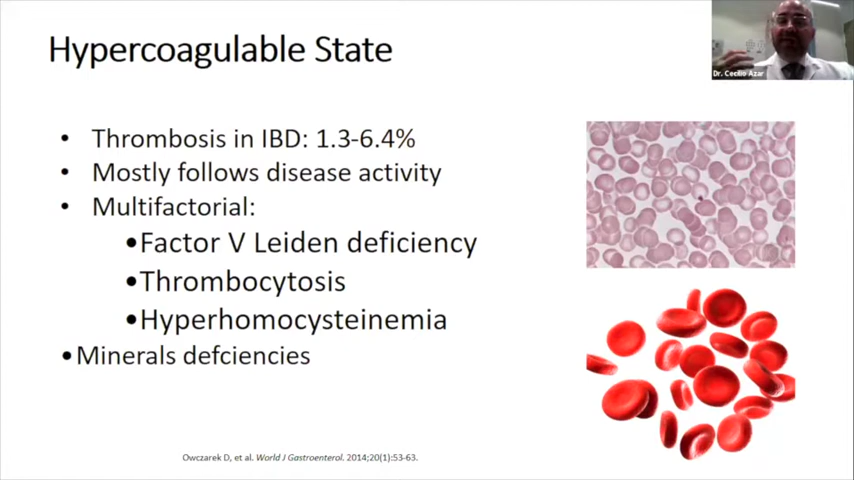 Hypercoagulable State
Dr. Cecilio Azar
• Thrombosis in IBD: 1.3-6.4%
• Mostly follows disease activity
• Multifactorial:
•Factor V Leiden deficiency
•Thrombocytosis
•Hyperhomocysteinemia
•Minerals defciencies
Owczarek D, et al. World J Gastroenterol. 2014;20(1):53-63.